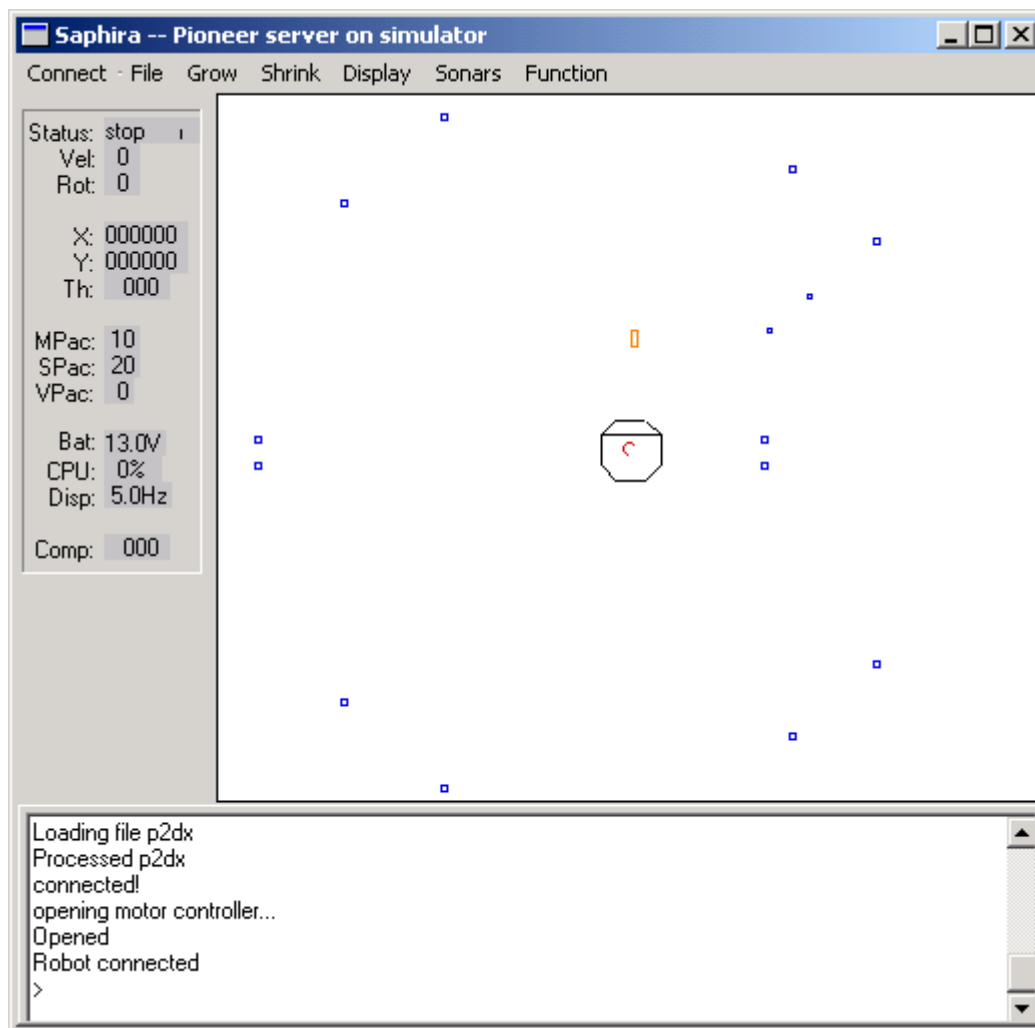 Saphira -- Pioneer server on simulator
Connect File Grow Shrink Display Sonars Function
Status: stop
Vel: 0
Rot: 0
X: 000000
Y: 000000
Th: 000
MPac: 10
SPac: 20
VPac: 0
Bat: 13.0V
CPU: 0%
Disp: 5.0Hz
Comp: 000
Loading file p2dx
Processed p2dx
connected!
opening motor controller...
Opened
Robot connected
>